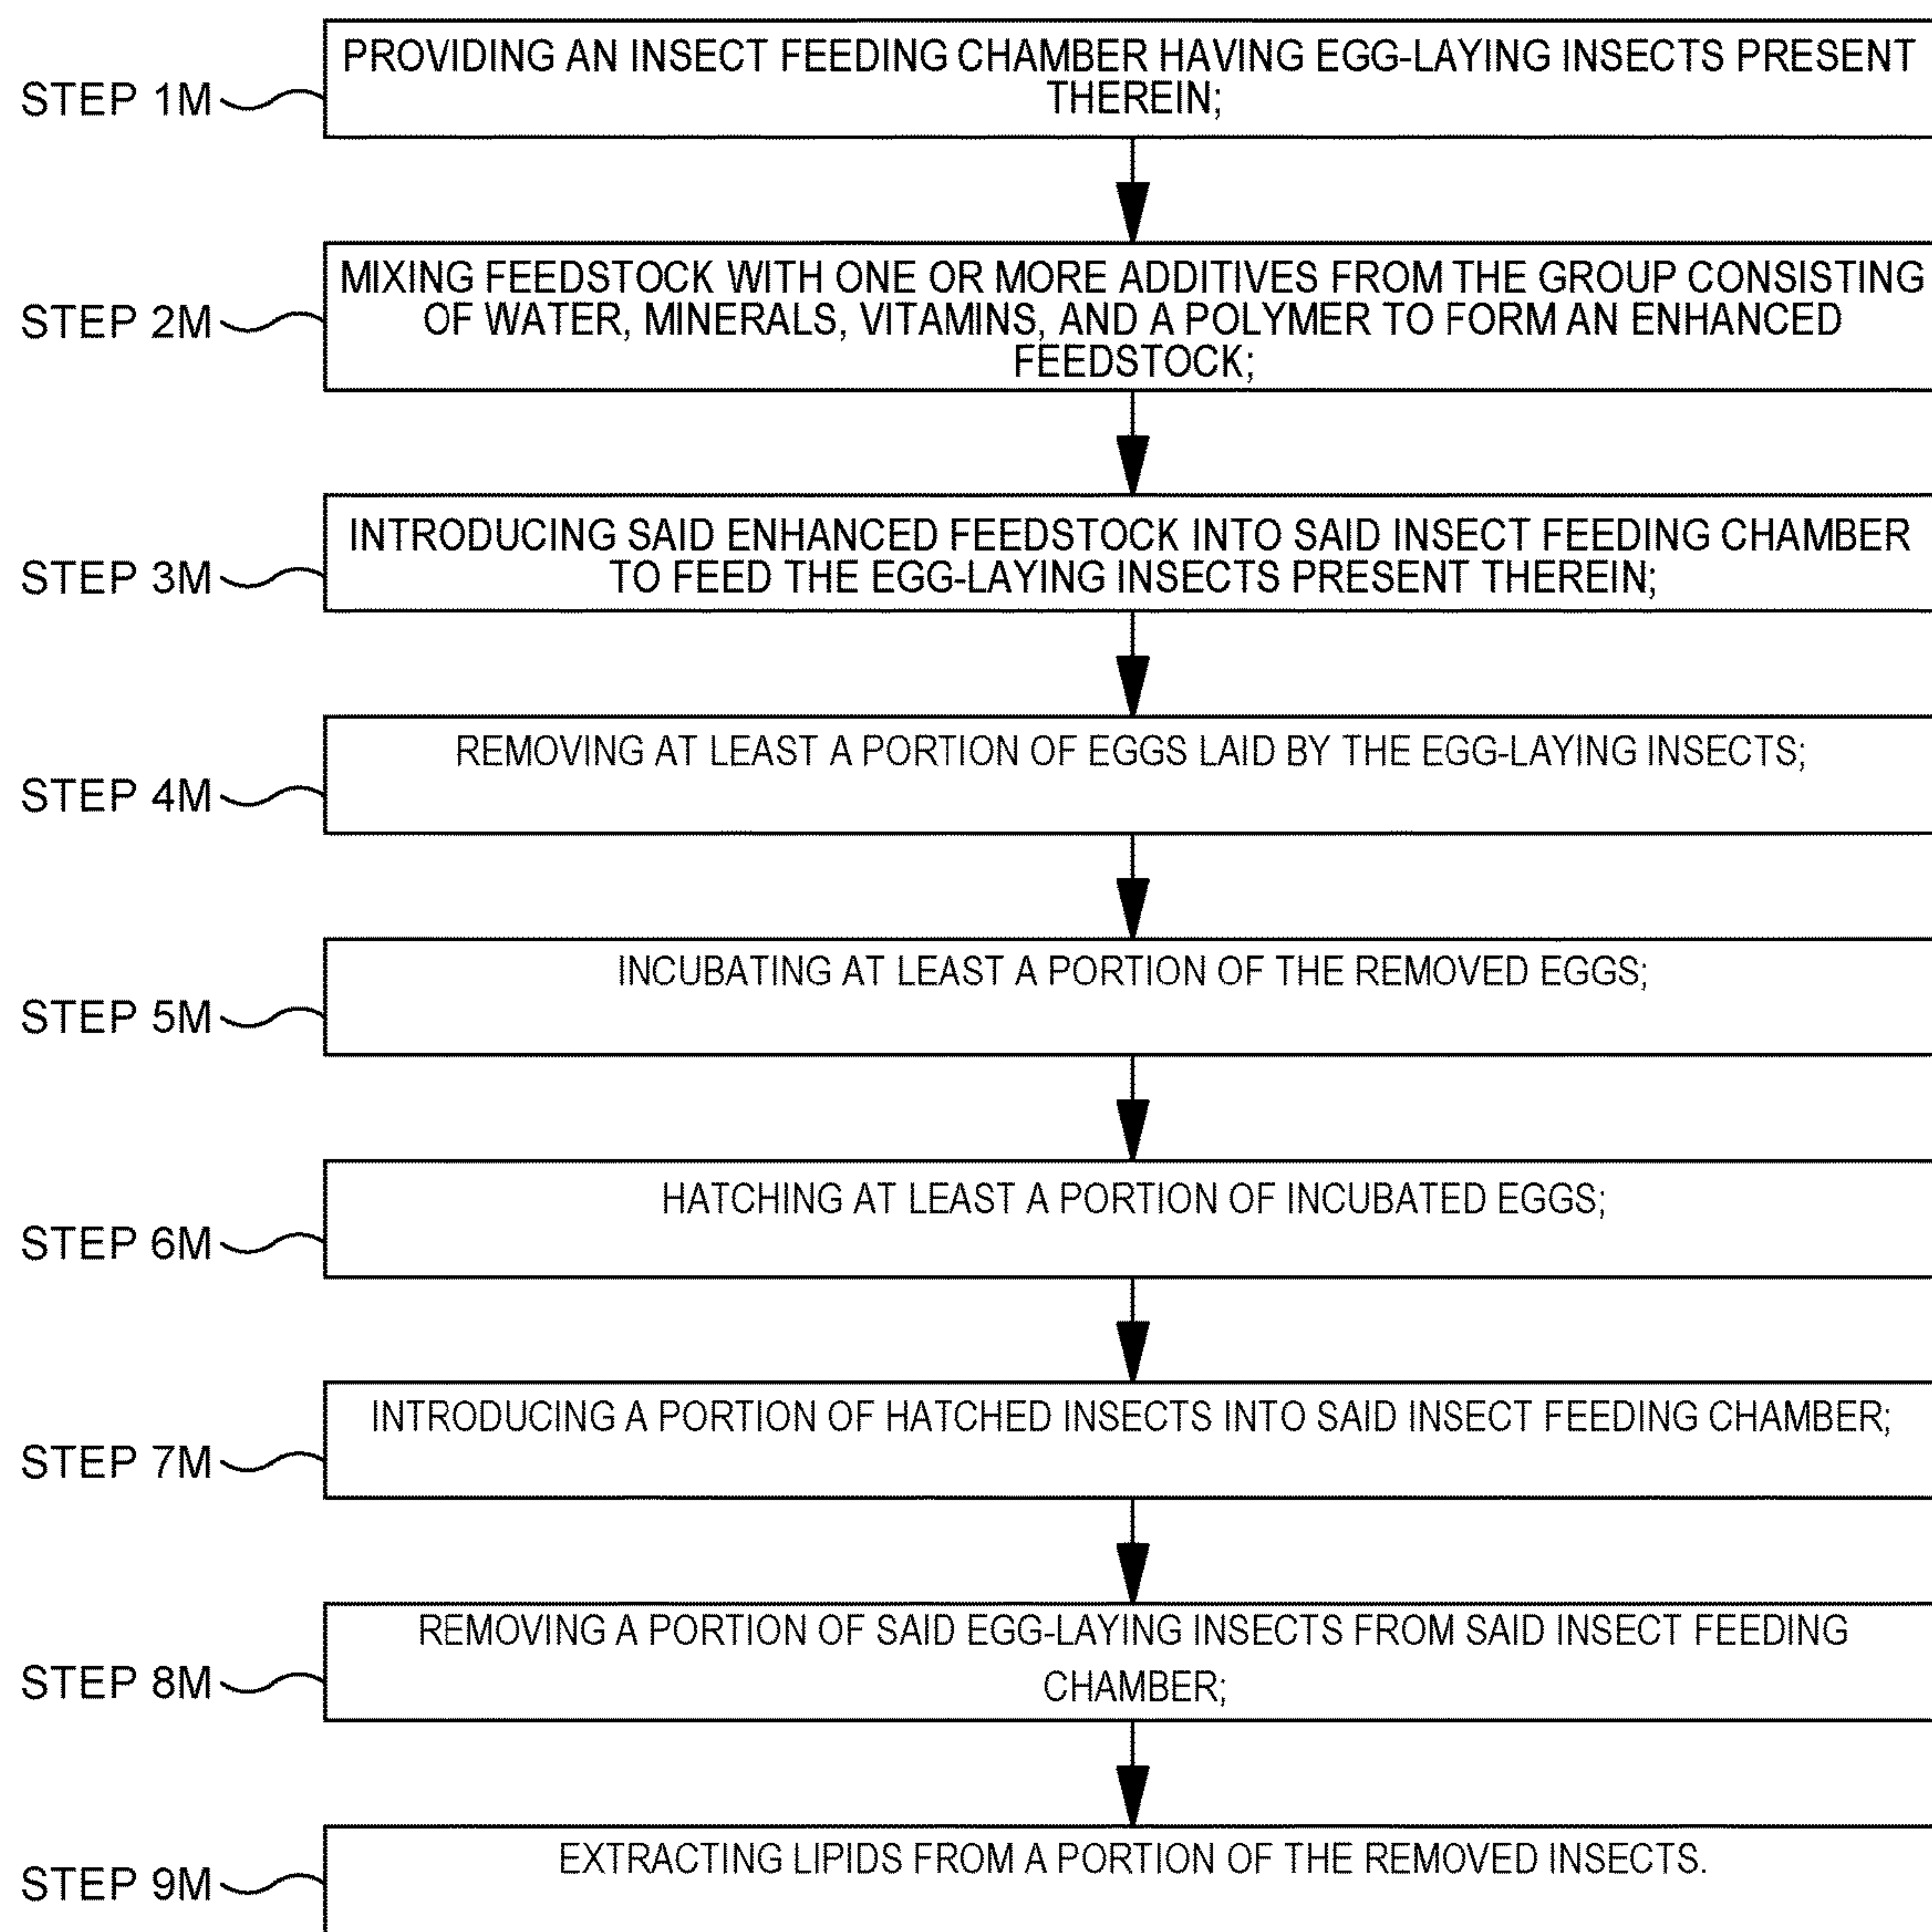 STEP 1M
PROVIDING AN INSECT FEEDING CHAMBER HAVING EGG-LAYING INSECTS PRESENT
THEREIN;
STEP 2M
MIXING FEEDSTOCK WITH ONE OR MORE ADDITIVES FROM THE GROUP CONSISTING
OF WATER, MINERALS, VITAMINS, AND A POLYMER TO FORM AN ENHANCED
FEEDSTOCK;
STEP 3M
INTRODUCING SAID ENHANCED FEEDSTOCK INTO SAID INSECT FEEDING CHAMBER
TO FEED THE EGG-LAYING INSECTS PRESENT THEREIN;
STEP 4M
REMOVING AT LEAST A PORTION OF EGGS LAID BY THE EGG-LAYING INSECTS;
STEP 5M
INCUBATING AT LEAST A PORTION OF THE REMOVED EGGS;
STEP 6M
HATCHING AT LEAST A PORTION OF INCUBATED EGGS;
STEP 7M
INTRODUCING A PORTION OF HATCHED INSECTS INTO SAID INSECT FEEDING CHAMBER;
STEP 8M
REMOVING A PORTION OF SAID EGG-LAYING INSECTS FROM SAID INSECT FEEDING
CHAMBER;
STEP 9M
EXTRACTING LIPIDS FROM A PORTION OF THE REMOVED INSECTS.